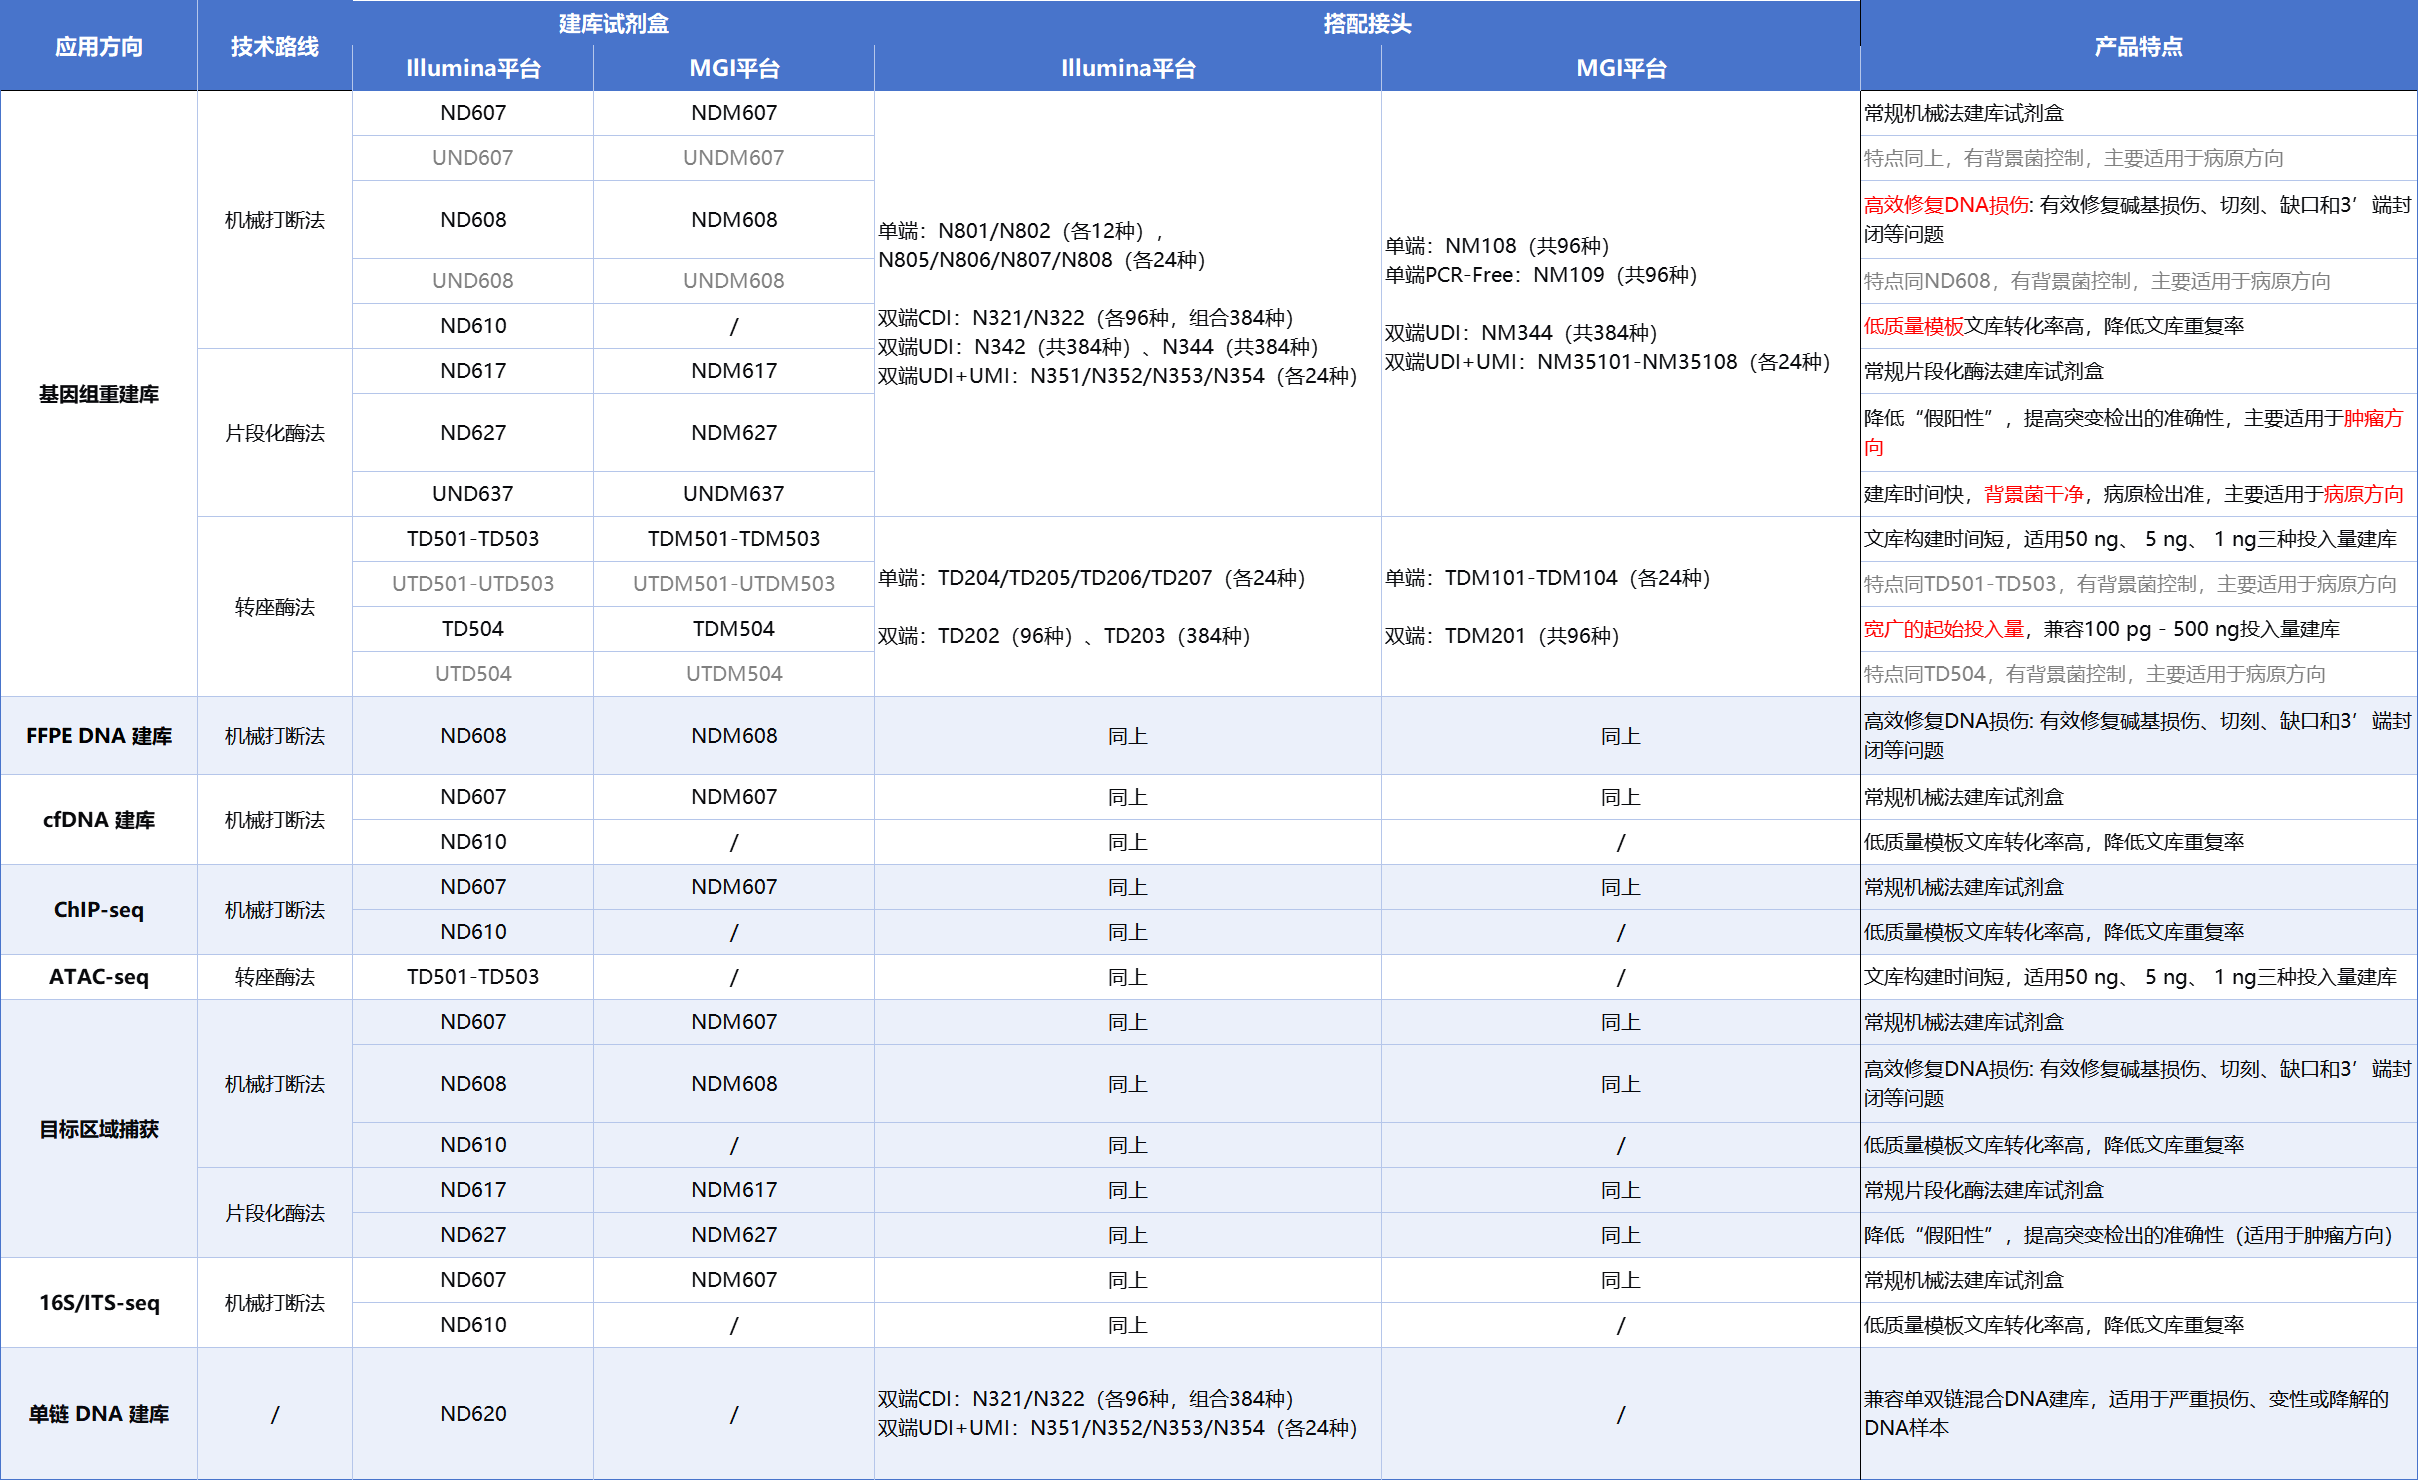 应用方向 技术路线 建库试剂盒 搭配接头 产品特点
Illumina平台 MGI平台 Illumina平台 MGI平台
基因组重建库
机械打断法
ND607 NDM607
常规机械法建库试剂盒
UND607 UNDM607
特点同上，有背景菌控制，主要适用于病原方向
ND608 NDM608
高效修复DNA损伤: 有效修复碱基损伤、切刻、缺口和3’ 端封
闭等问题
UND608 UNDM608
特点同ND608，有背景菌控制，主要适用于病原方向
ND610 /
低质量模板文库转化率高，降低文库重复率
片段化酶法
ND617 NDM617
常规片段化酶法建库试剂盒
ND627 NDM627
降低“假阳性”，提高突变检出的准确性，主要适用于肿瘤方
向
UND637 UNDM637
建库时间快，背景菌干净，病原检出准，主要适用于病原方向
单端：N801/N802（各12种），
N805/N806/N807/N808（各24种）
双端CDI：N321/N322（各96种，组合384种）
双端UDI：N342（共384种）、N344（共384种）
双端UDI+UMI：N351/N352/N353/N354（各24种）
单端：NM108（共96种）
单端PCR-Free：NM109（共96种）
双端UDI：NM344（共384种）
双端UDI+UMI：NM35101-NM35108（各24种）
转座酶法
TD501-TD503 TDM501-TDM503
文库构建时间短，适用50 ng、 5 ng、 1 ng三种投入量建库
UTD501-UTD503 UTDM501-UTDM503
特点同TD501-TD503，有背景菌控制，主要适用于病原方向
TD504 TDM504
宽广的起始投入量，兼容100 pg - 500 ng投入量建库
UTD504 UTDM504
特点同TD504，有背景菌控制，主要适用于病原方向
单端：TD204/TD205/TD206/TD207（各24种）
双端：TD202（96种）、TD203（384种）
单端：TDM101-TDM104（各24种）
双端：TDM201（共96种）
FFPE DNA 建库 机械打断法 ND608 NDM608 同上 同上
高效修复DNA损伤: 有效修复碱基损伤、切刻、缺口和3’ 端封
闭等问题
cfDNA 建库 机械打断法
ND607 NDM607 同上 同上 常规机械法建库试剂盒
ND610 / 同上 / 低质量模板文库转化率高，降低文库重复率
ChIP-seq 机械打断法
ND607 NDM607 同上 同上 常规机械法建库试剂盒
ND610 / 同上 / 低质量模板文库转化率高，降低文库重复率
ATAC-seq 转座酶法 TD501-TD503 / 同上 / 文库构建时间短，适用50 ng、 5 ng、 1 ng三种投入量建库
目标区域捕获
机械打断法
ND607 NDM607 同上 同上 常规机械法建库试剂盒
ND608 NDM608 同上 同上
高效修复DNA损伤: 有效修复碱基损伤、切刻、缺口和3’ 端封
闭等问题
ND610 / 同上 / 低质量模板文库转化率高，降低文库重复率
片段化酶法
ND617 NDM617 同上 同上 常规片段化酶法建库试剂盒
ND627 NDM627 同上 同上 降低“假阳性”，提高突变检出的准确性（适用于肿瘤方向）
16S/ITS-seq 机械打断法
ND607 NDM607 同上 同上 常规机械法建库试剂盒
ND610 / 同上 / 低质量模板文库转化率高，降低文库重复率
单链 DNA 建库 / ND620 /
双端CDI：N321/N322（各96种，组合384种）
双端UDI+UMI：N351/N352/N353/N354（各24种）
/
兼容单双链混合DNA建库，适用于严重损伤、变性或降解的
DNA样本